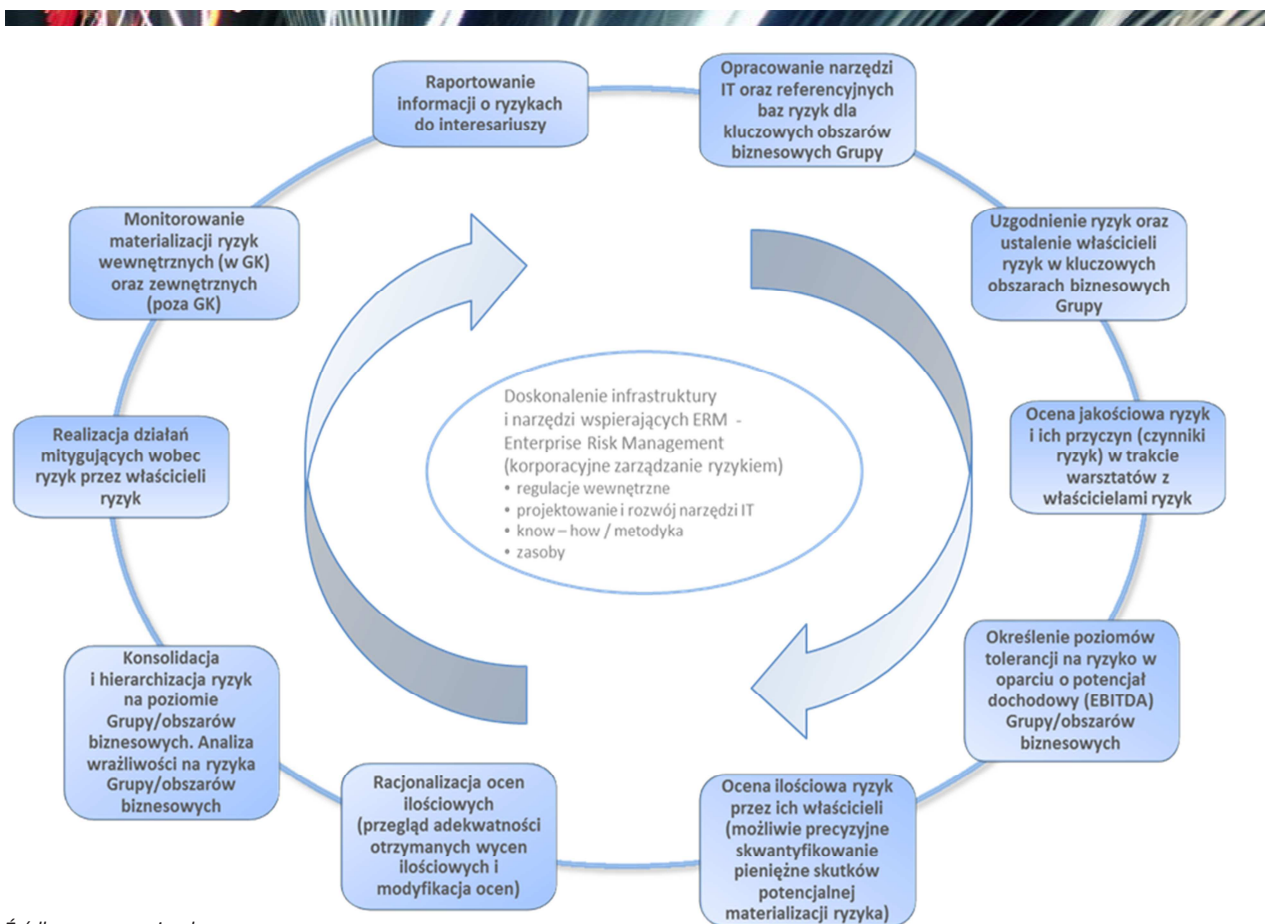 Raportowanie
informacji o ryzykach
do interesariuszy
Opracowanie narzędzi
IT oraz referencyjnych
baz ryzyk dla
kluczowych obszarów
biznesowych Grupy
Uzgodnienie ryzyk oraz
ustalenie właścicieli
ryzyk w kluczowych
obszarach biznesowych
Grupy
Ocena jakościowa ryzyk
i ich przyczyn (czynniki
ryzyk) w trakcie
warsztatów z
właścicielami ryzyk
Określenie poziomów
tolerancji na ryzyko w
oparciu o potencjał
dochodowy (EBITDA)
Grupy/obszarów
biznesowych
Ocena ilościowa ryzyk
przez ich właścicieli
(możliwie precyzyjne
skwantyfikowanie
pieniężne skutków
potencjalnej
materializacji ryzyka)
Racjonalizacja ocen
ilościowych
(przegląd adekwatności
otrzymanych wycen
ilościowych i
modyfikacja ocen)
Konsolidacja
i hierarchizacja ryzyk
na poziomie
Grupy/obszarów
biznesowych. Analiza
wrażliwości na ryzyka
Grupy/obszarów
biznesowych
Realizacja działań
mitygujących wobec
ryzyk przez właścicieli
ryzyk
Monitorowanie
materializacji ryzyk
wewnętrznych (w GK)
oraz zewnętrznych
(poza GK)
Doskonalenie infrastruktury
i narzędzi wspierających ERM -
Enterprise Risk Management
(korporacyjne zarządzanie ryzykiem)
• regulacje wewnętrzne
• projektowanie i rozwój narzędzi IT
• know – how / metodyka
• zasoby